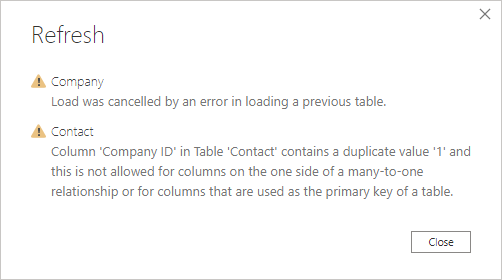 Refresh
Company
Load was cancelled by an error in loading a previous table.
Contact
Column 'Company ID' in Table 'Contact' contains a duplicate value '1' and
this is not allowed for columns on the one side of a many-to-one
relationship or for columns that are used as the primary key of a table.
Close